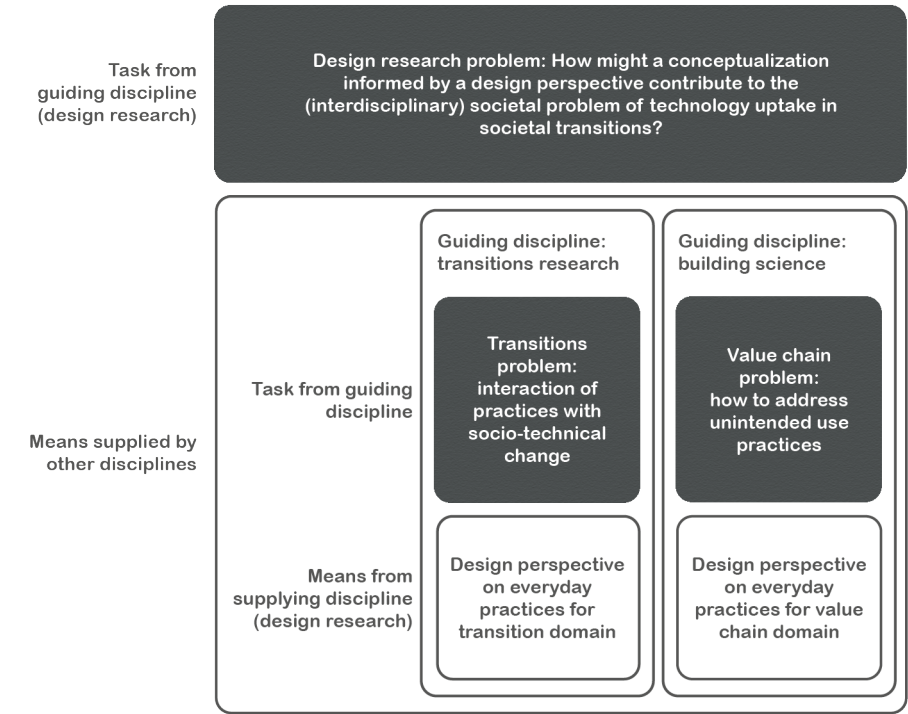 Task from
guiding discipline
(design research)
Design research problem: How might a conceptualization
informed by a design perspective contribute to the
(interdisciplinary) societal problem of technology uptake in
societal transitions?
Means supplied by
other disciplines
Guiding discipline:
transitions research
Guiding discipline:
building science
Task from guiding
discipline
Transitions
problem:
interaction of
practices with
socio-technical
change
Value chain
problem:
how to address
unintended use
practices
Means from
supplying discipline
(design research)
Design perspective
on everyday
practices for
transition domain
Design perspective
on everyday
practices for value
chain domain